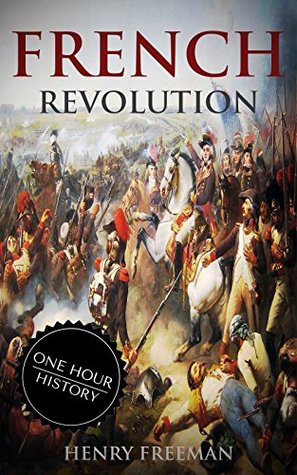 FRENCH
REVOLUTION
ONE HOUR
HISTORY
HENRY FREEMAN